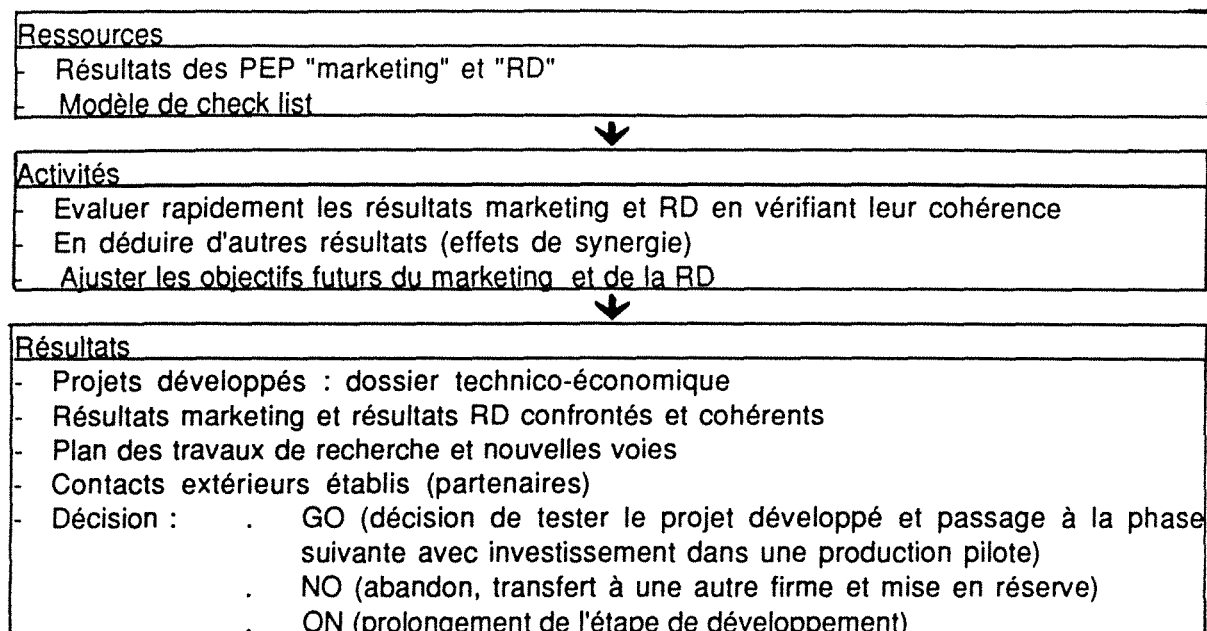 Ressources
- Résultats des PEP "marketing" et "RD"
- Modèle de check list
Activités
- Evaluer rapidement les résultats marketing et RD en vérifiant leur cohérence
- En déduire d'autres résultats (effets de synergie)
- Ajuster les objectifs futurs du marketing et de la RD
Résultats
- Projets développés : dossier technico-économique
- Résultats marketing et résultats RD confrontés et cohérents
- Plan des travaux de recherche et nouvelles voies
- Contacts extérieurs établis (partenaires)
- Décision : . GO (décision de tester le projet développé et passage à la phase
suivante avec investissement dans une production pilote)
. NO (abandon, transfert à une autre firme et mise en réserve)
. ON (prolongement de l'étape de développement)